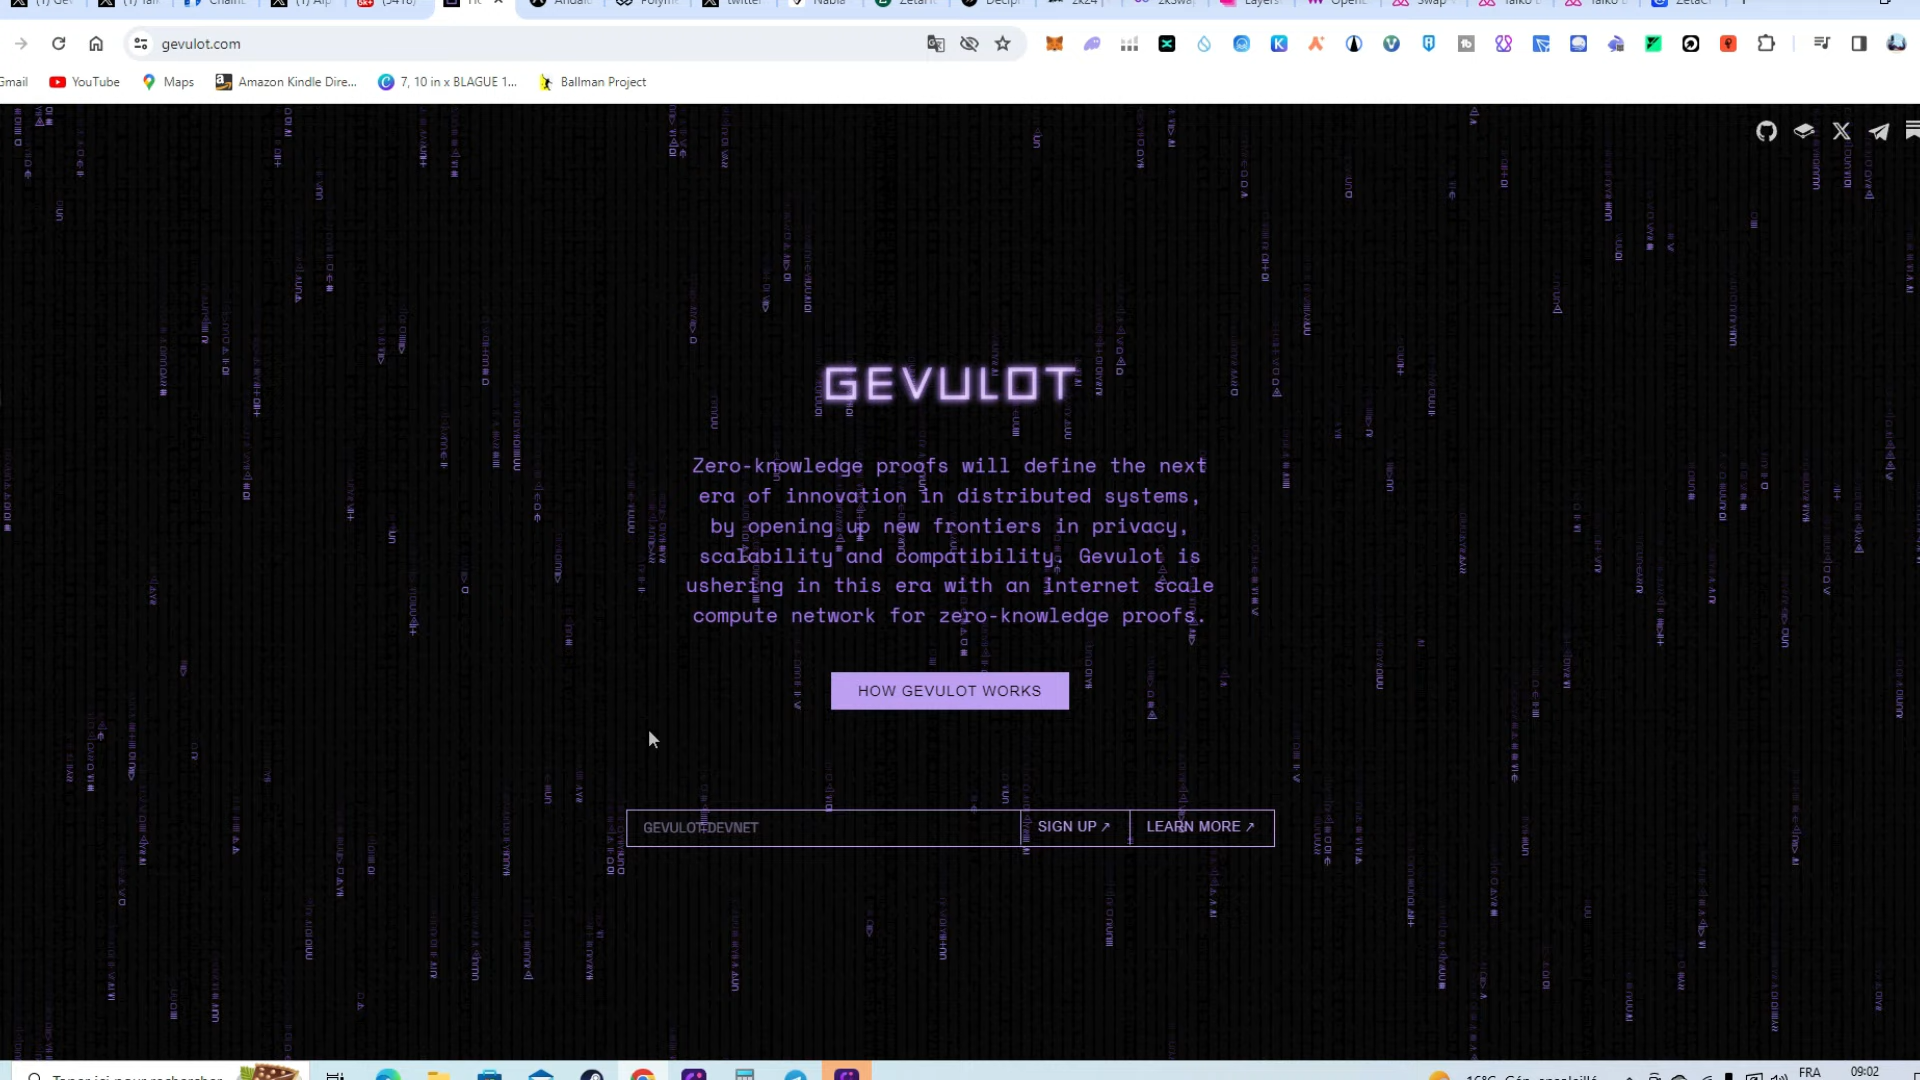 gevulot.com
Gmail YouTube Maps Amazon Kindle Dire... 7, 10 in x BLAGUE 1... Ballman Project
GEVULOT
Zero-knowledge proofs will define the next
era of innovation in distributed systems,
by opening up new frontiers in privacy,
scalability and compatibility. Gevulot is
ushering in this era with an internet scale
compute network for zero-knowledge proofs.
HOW GEVULOT WORKS
GEVULOT DEVNET SIGN UP ↗ LEARN MORE ↗
FRA
09:02